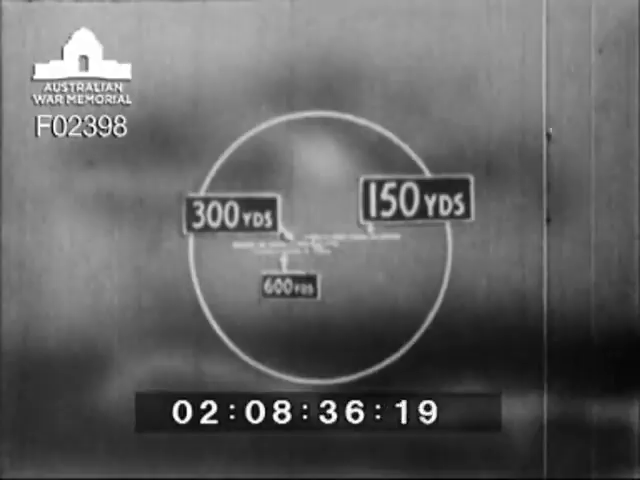 AUSTRALIAN
WAR MEMORIAL
F02398
300 YDS
150 YDS
600 YDS
02:08:36:19